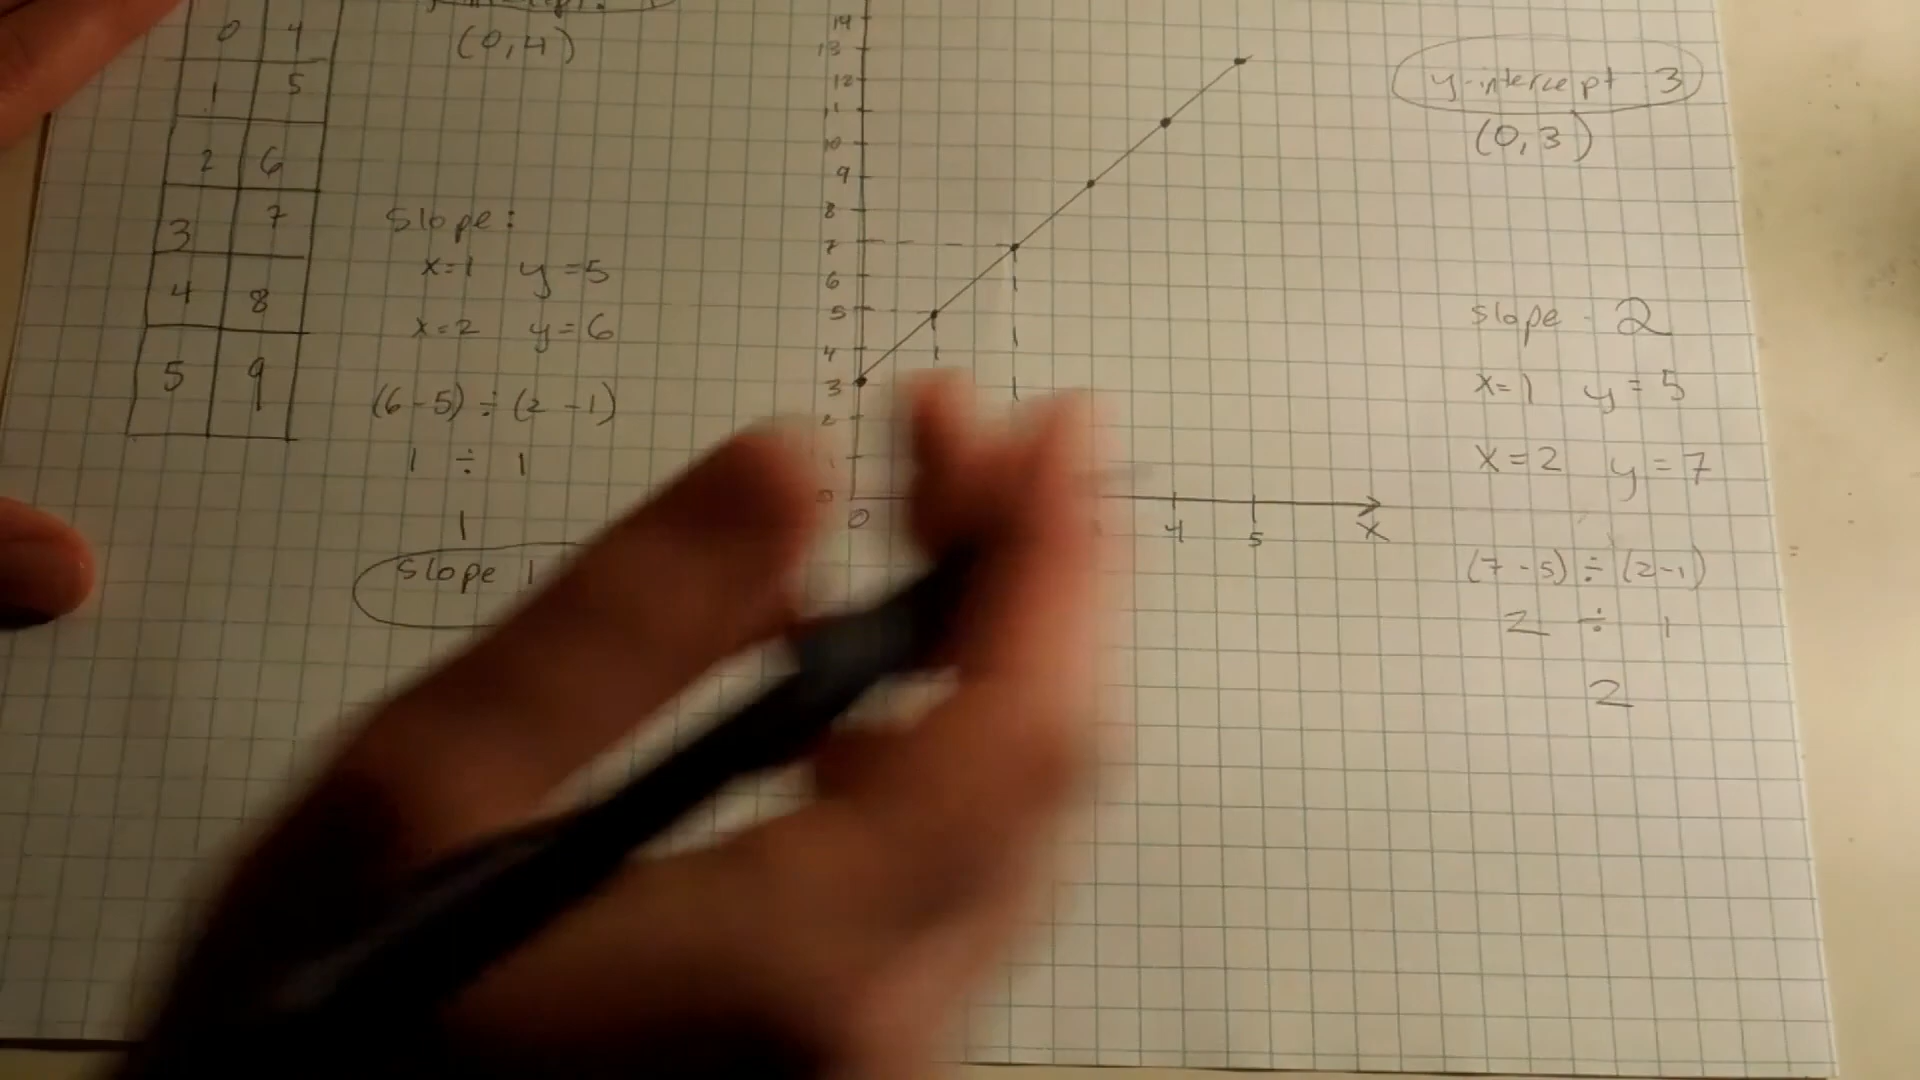 0 4
1 5
2 6
3 7
4 8
5 9
(0,4)
Slope:
x=1 y=5
x=2 y=6
(6-5) ÷ (2-1)
1 ÷ 1
1
Slope 1
14
13
12
11
10
9
8
7
6
5
4
3
2
1
0
0 4 5 X
y-intercept 3
(0,3)
Slope - 2
x=1 y=5
X=2 y=7
(7-5) ÷ (2-1)
2 ÷ 1
2